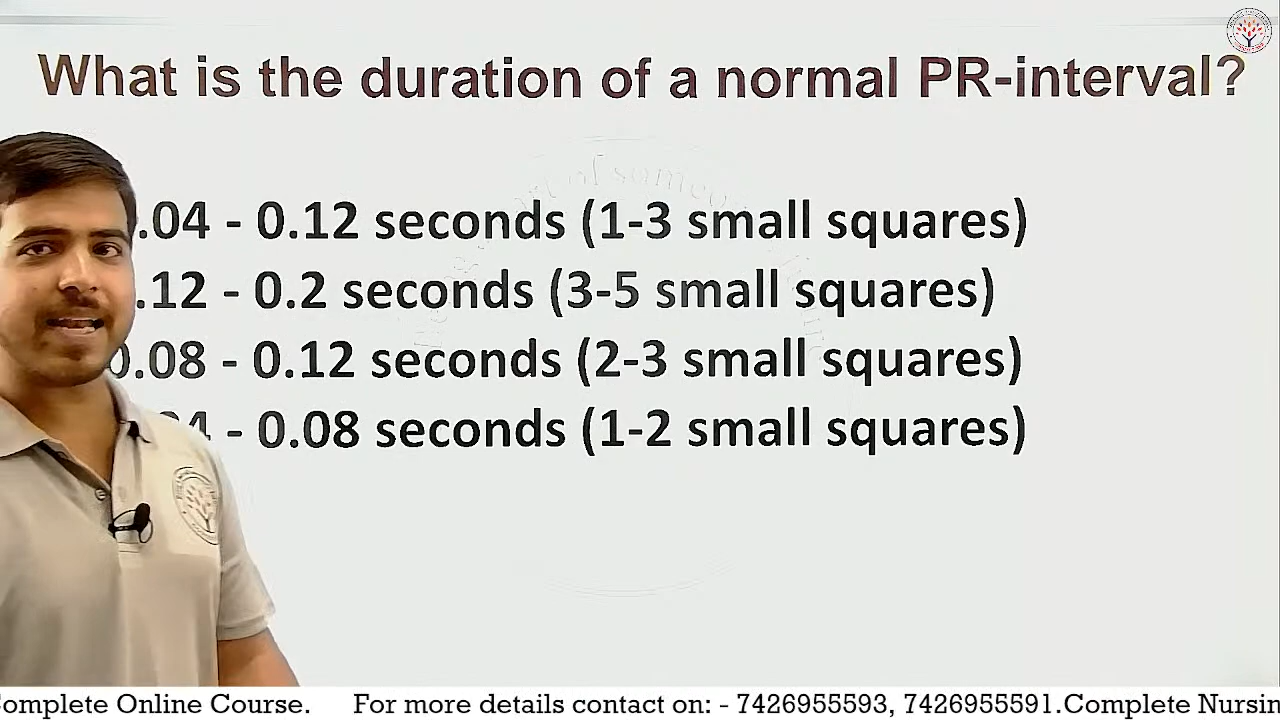 What is the duration of a normal PR-interval?
.04 - 0.12 seconds (1-3 small squares)
.12 - 0.2 seconds (3-5 small squares)
0.08 - 0.12 seconds (2-3 small squares)
- 0.08 seconds (1-2 small squares)
omplete Online Course. For more details contact on: - 7426955593, 7426955591.Complete Nursin